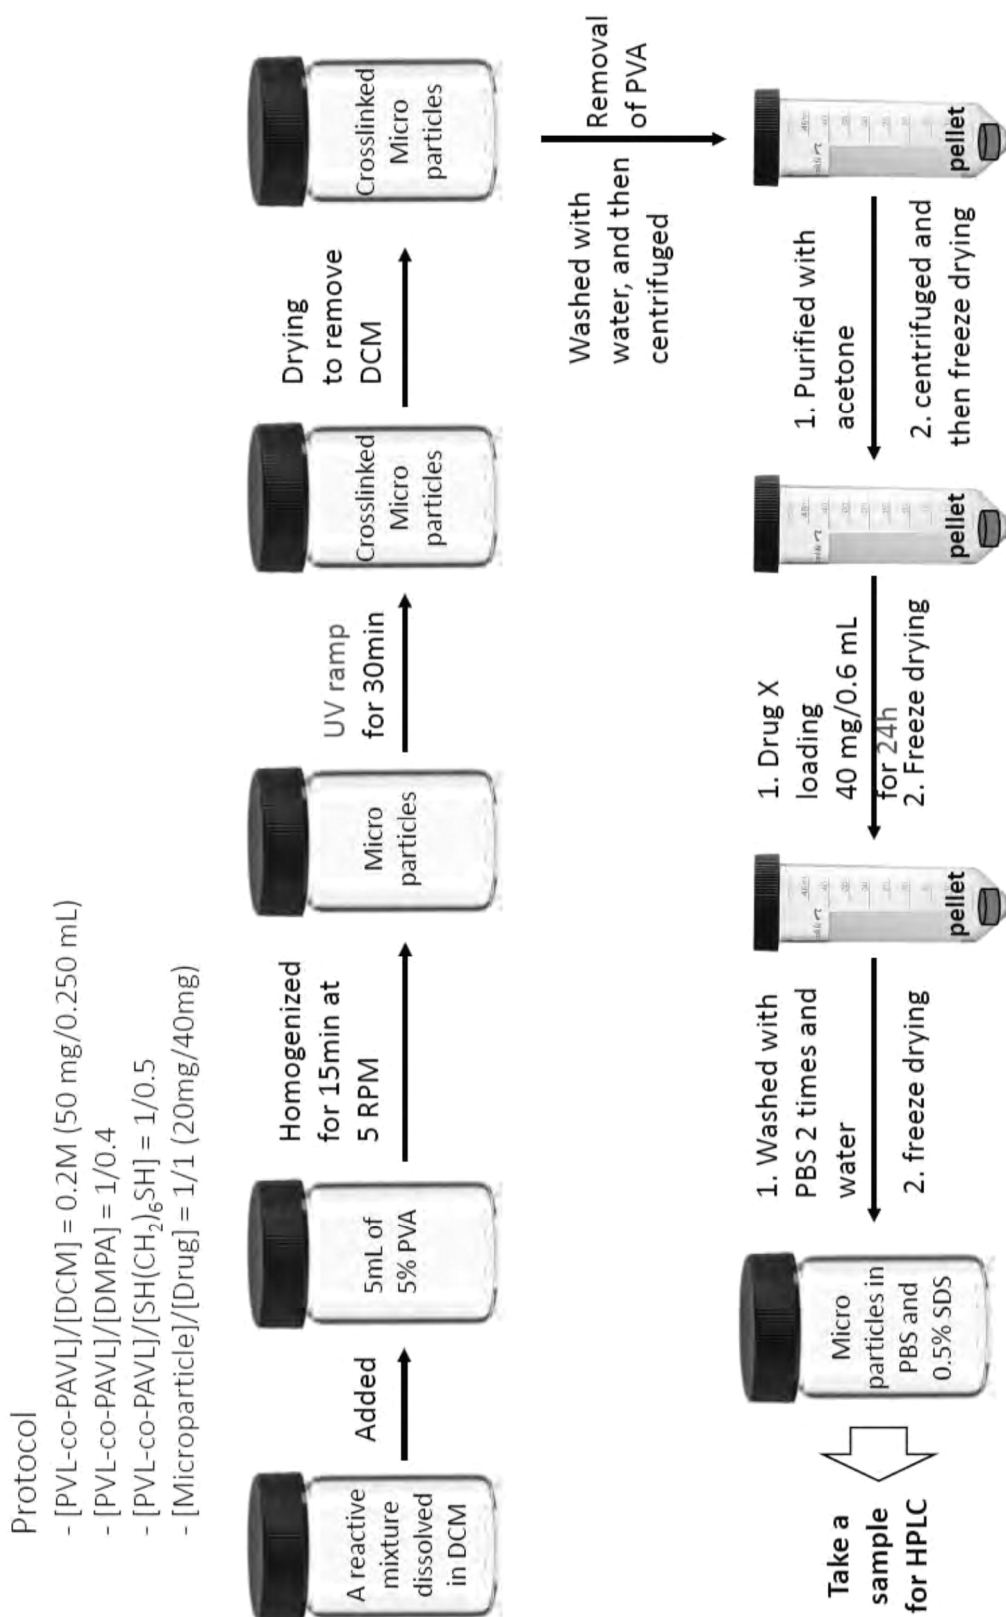 Protocol
- [PVL-co-PAVL]/[DCM] = 0.2M (50 mg/0.250 mL)
- [PVL-co-PAVL]/[DMPA] = 1/0.4
- [PVL-co-PAVL]/[SH(CH₂)₆SH] = 1/0.5
- [Microparticle]/[Drug] = 1/1 (20mg/40mg)
A reactive
mixture
dissolved
in DCM
Added
5mL of
5% PVA
Homogenized
for 15min at
5 RPM
Micro
particles
UV ramp
for 30min
Crosslinked
Micro
particles
Drying
to remove
DCM
Crosslinked
Micro
particles
Washed with
water, and then
centrifuged
Removal
of PVA
pellet
1. Purified with
acetone
2. centrifuged and
then freeze drying
pellet
1. Drug X
loading
40 mg/0.6 mL
for 24h
2. Freeze drying
pellet
1. Washed with
PBS 2 times and
water
2. freeze drying
Micro
particles in
PBS and
0.5% SDS
Take a
sample
for HPLC